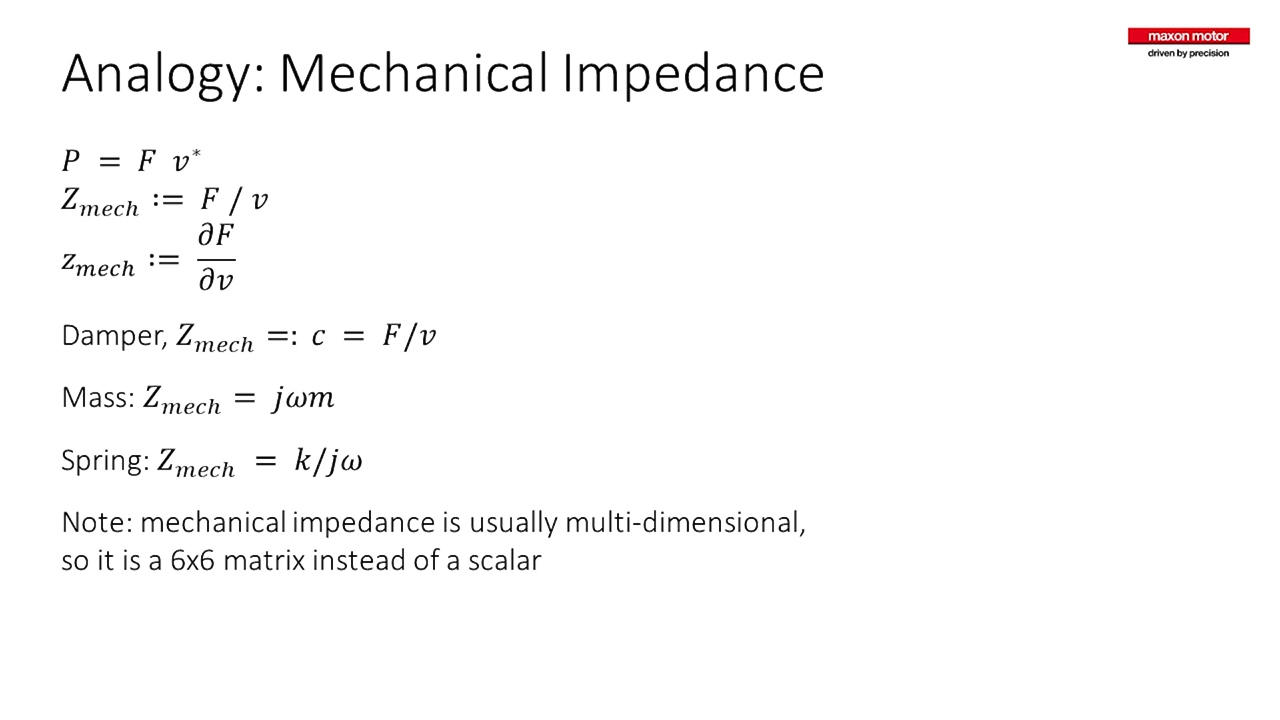 maxon motor
driven by precision
Analogy: Mechanical Impedance
P = F v*
Z_mech := F / v
z_mech := ∂F/∂v
Damper, Z_mech =: c = F/v
Mass: Z_mech = jωm
Spring: Z_mech = k/jω
Note: mechanical impedance is usually multi-dimensional,
so it is a 6x6 matrix instead of a scalar